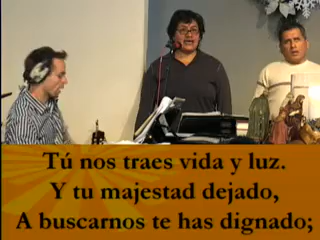 Tú nos traes vida y luz.
Y tu majestad dejado,
A buscarnos te has dignado;